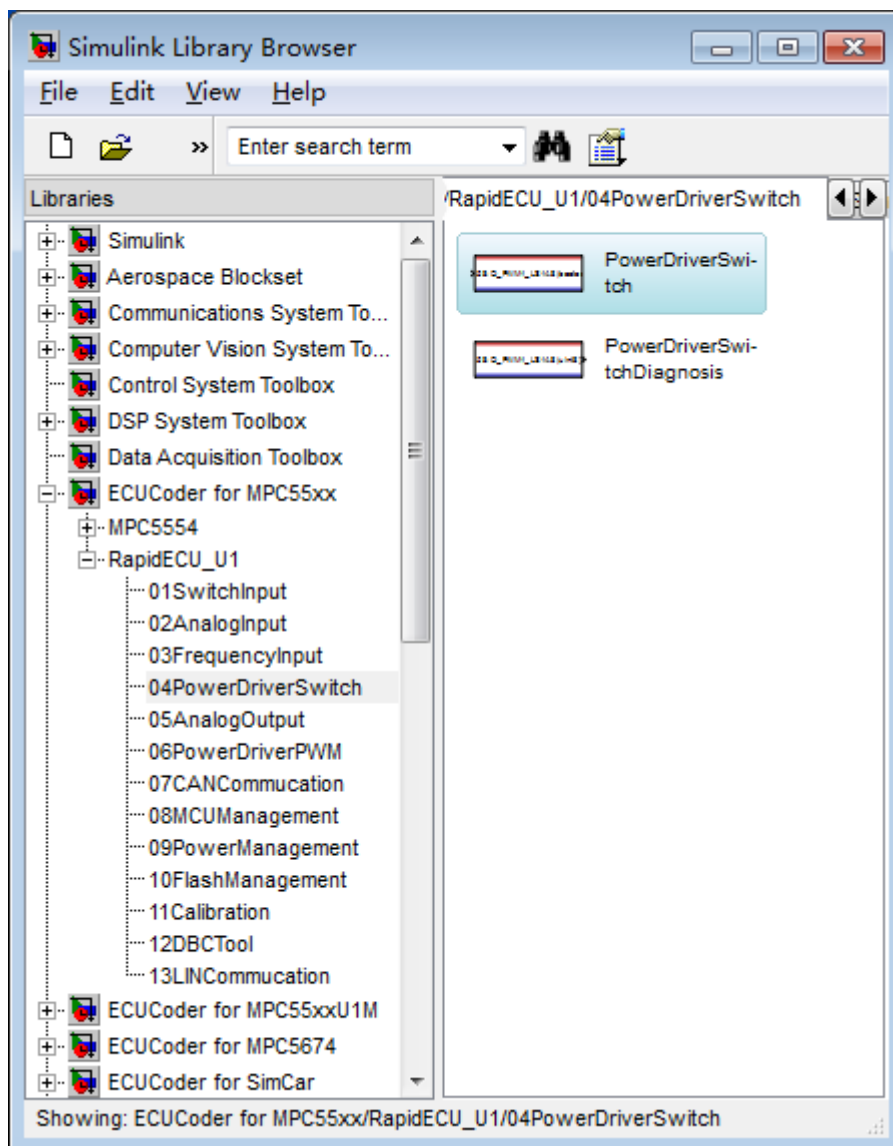 Simulink Library Browser
File Edit View Help
» Enter search term
Libraries
/RapidECU_U1/04PowerDriverSwitch
Simulink
Aerospace Blockset
Communications System To...
Computer Vision System To...
Control System Toolbox
DSP System Toolbox
Data Acquisition Toolbox
ECUCoder for MPC55xx
MPC5554
RapidECU_U1
01SwitchInput
02AnalogInput
03FrequencyInput
04PowerDriverSwitch
05AnalogOutput
06PowerDriverPWM
07CANCommucation
08MCUManagement
09PowerManagement
10FlashManagement
11Calibration
12DBCTool
13LINCommucation
ECUCoder for MPC55xxU1M
ECUCoder for MPC5674
ECUCoder for SimCar
PowerDriverSwi-
tch
PowerDriverSwi-
tchDiagnosis
Showing: ECUCoder for MPC55xx/RapidECU_U1/04PowerDriverSwitch